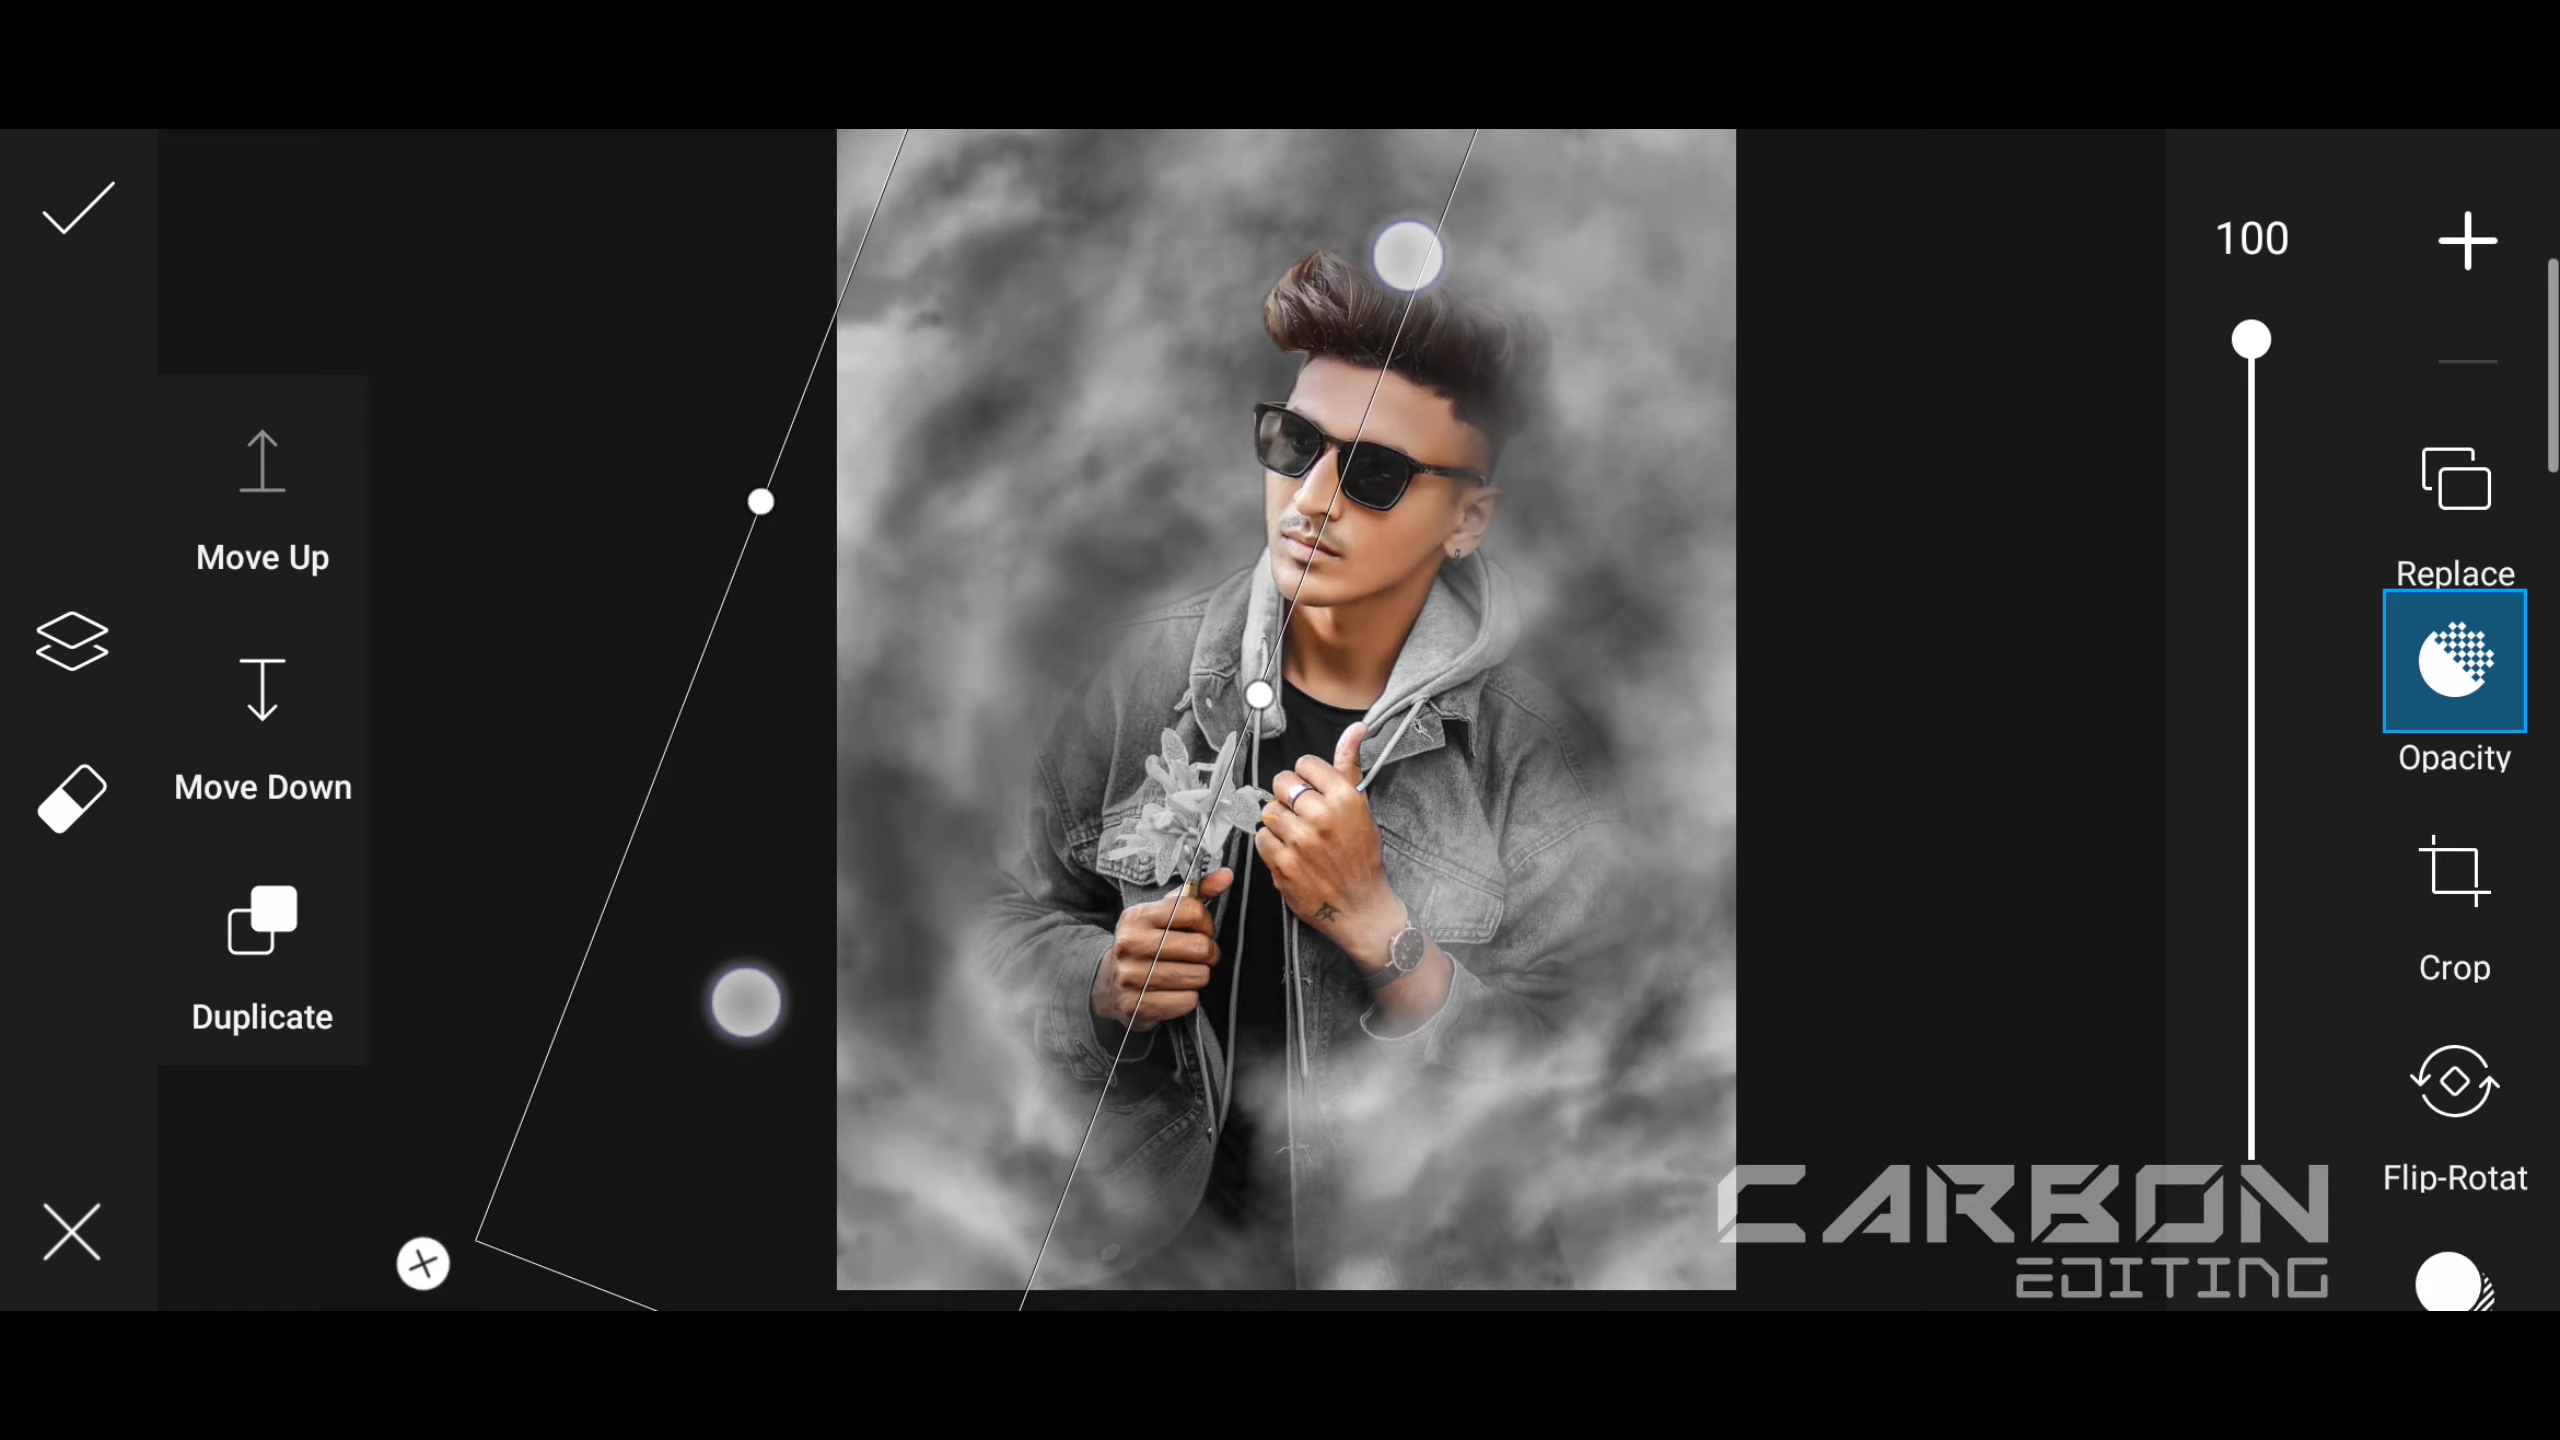 Move Up
Move Down
Duplicate
100
Replace
Opacity
Crop
Flip-Rotat
CARBON
EDITING